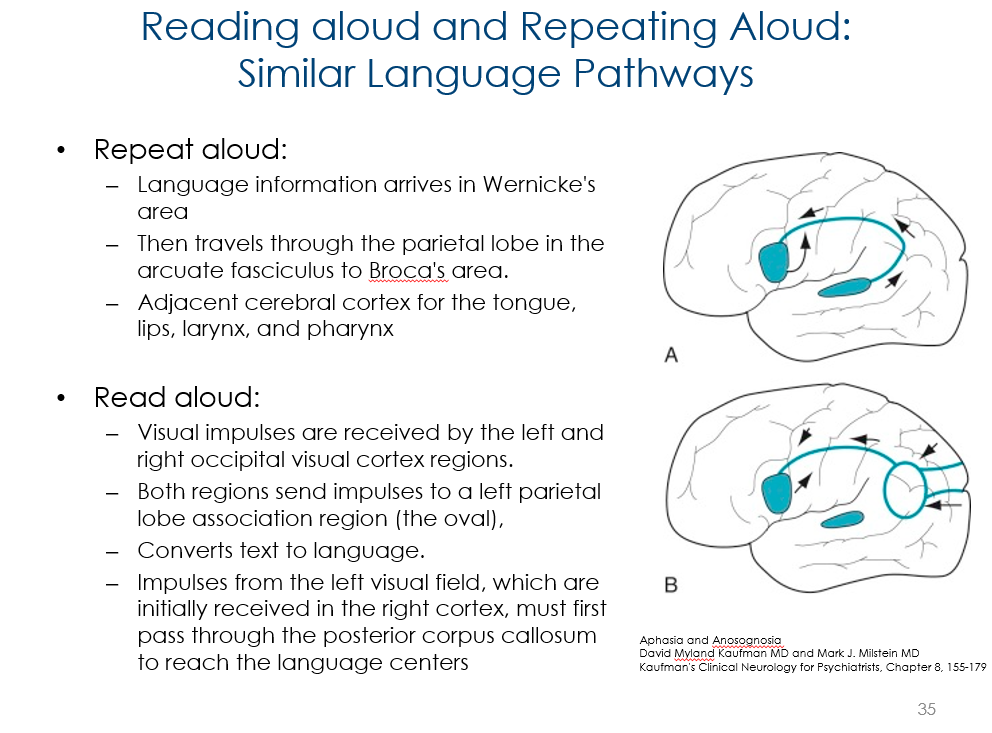 Reading aloud and Repeating Aloud:
Similar Language Pathways
• Repeat aloud:
– Language information arrives in Wernicke's
area
– Then travels through the parietal lobe in the
arcuate fasciculus to Broca's area.
– Adjacent cerebral cortex for the tongue,
lips, larynx, and pharynx
A
• Read aloud:
– Visual impulses are received by the left and
right occipital visual cortex regions.
– Both regions send impulses to a left parietal
lobe association region (the oval),
– Converts text to language.
– Impulses from the left visual field, which are
initially received in the right cortex, must first
pass through the posterior corpus callosum
to reach the language centers
B
Aphasia and Anosognosia
David Myland Kaufman MD and Mark J. Milstein MD
Kaufman's Clinical Neurology for Psychiatrists, Chapter 8, 155-179
35